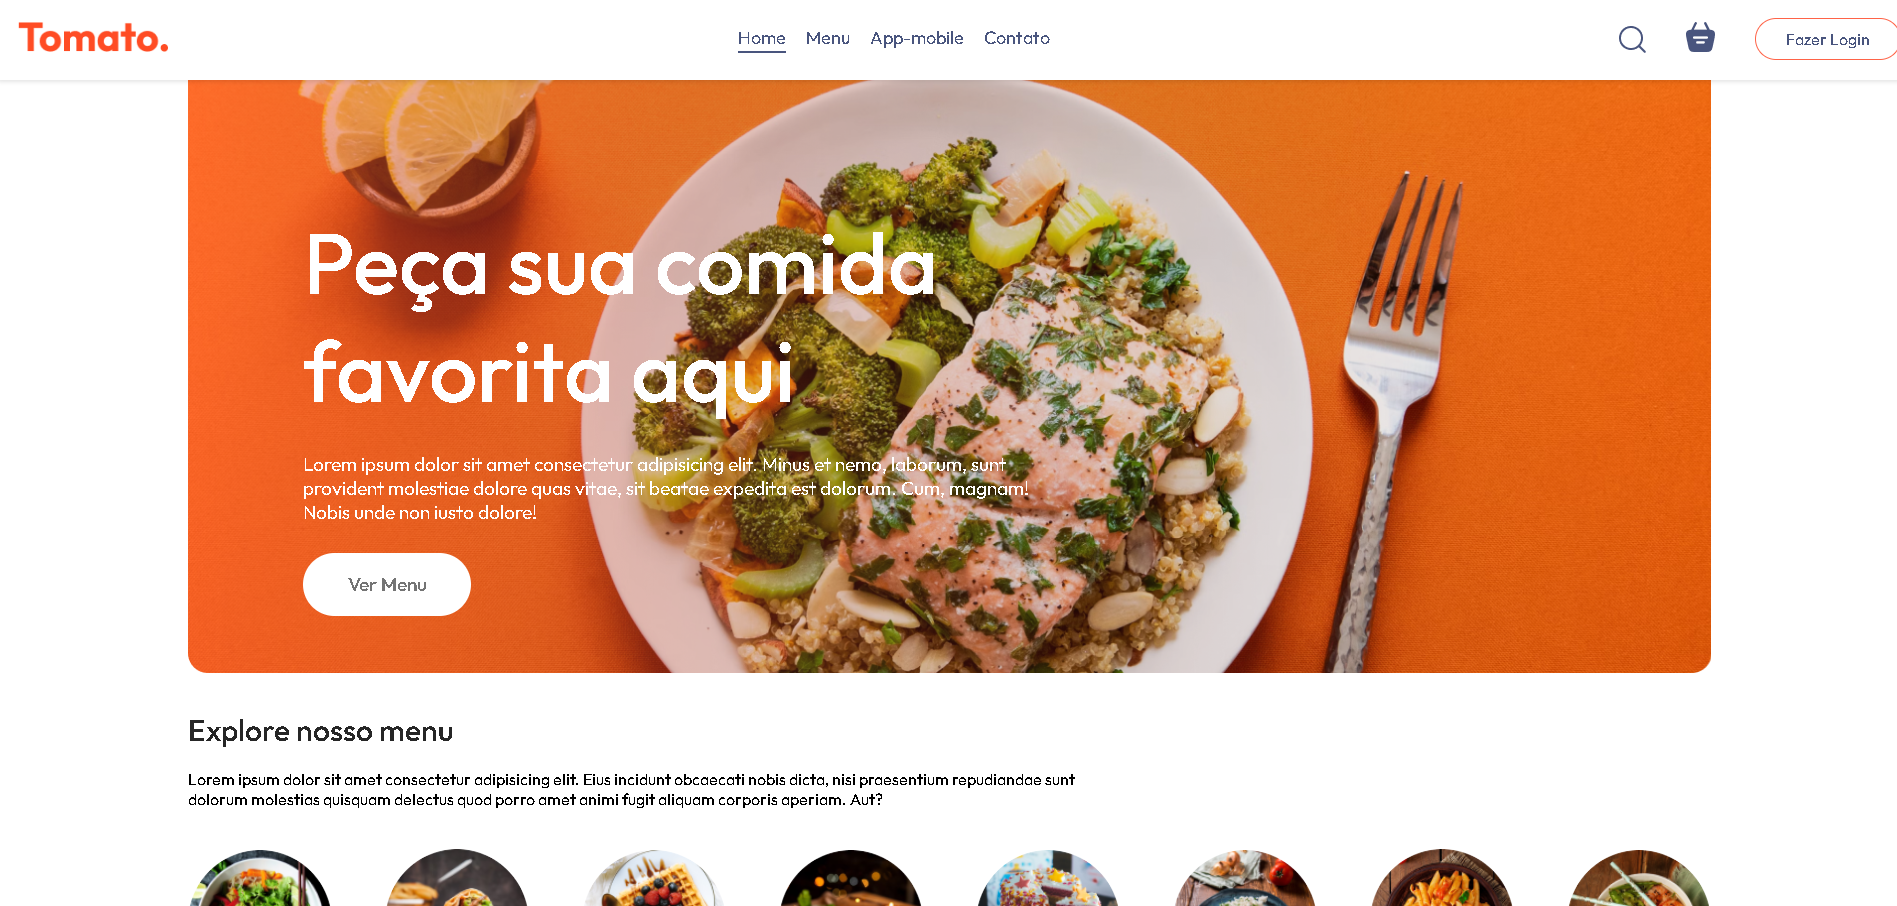 Tomato.
Home Menu App-mobile Contato
Fazer Login
Peça sua comida
favorita aqui
Lorem ipsum dolor sit amet consectetur adipisicing elit. Minus et nemo, laborum, sunt
provident molestiae dolore quas vitae, sit beatae expedita est dolorum. Cum, magnam!
Nobis unde non iusto dolore!
Ver Menu
Explore nosso menu
Lorem ipsum dolor sit amet consectetur adipisicing elit. Eius incidunt obcaecati nobis dicta, nisi praesentium repudiandae sunt
dolorum molestias quisquam delectus quod porro amet animi fugit aliquam corporis aperiam. Aut?